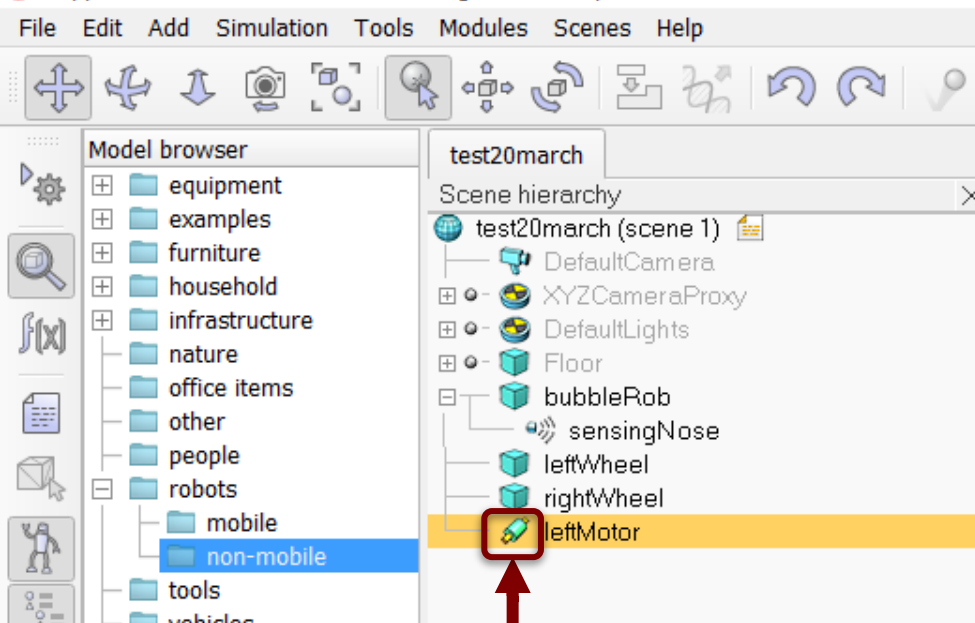 File Edit Add Simulation Tools Modules Scenes Help
Model browser
equipment
examples
furniture
household
infrastructure
nature
office items
other
people
robots
mobile
non-mobile
tools
vehicles
test20march
Scene hierarchy
test20march (scene 1)
DefaultCamera
XYZCameraProxy
DefaultLights
Floor
bubbleRob
sensingNose
leftWheel
rightWheel
leftMotor
f(x)